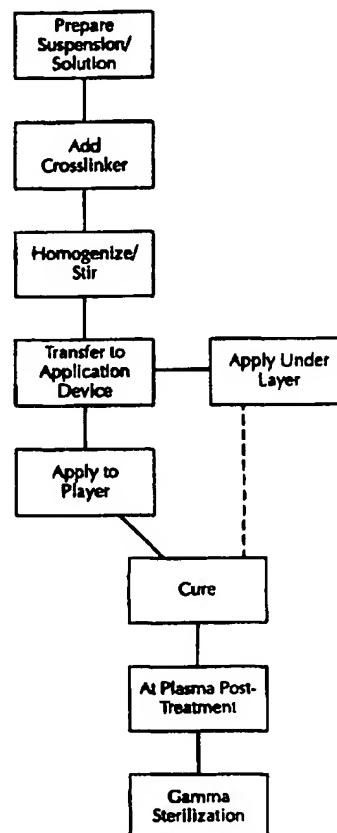 Prepare
Suspension/
Solution
Add
Crosslinker
Homogenize/
Stir
Transfer to
Application
Device
Apply Under
Layer
Apply to
Player
Cure
At Plasma Post-
Treatment
Gamma
Sterilization